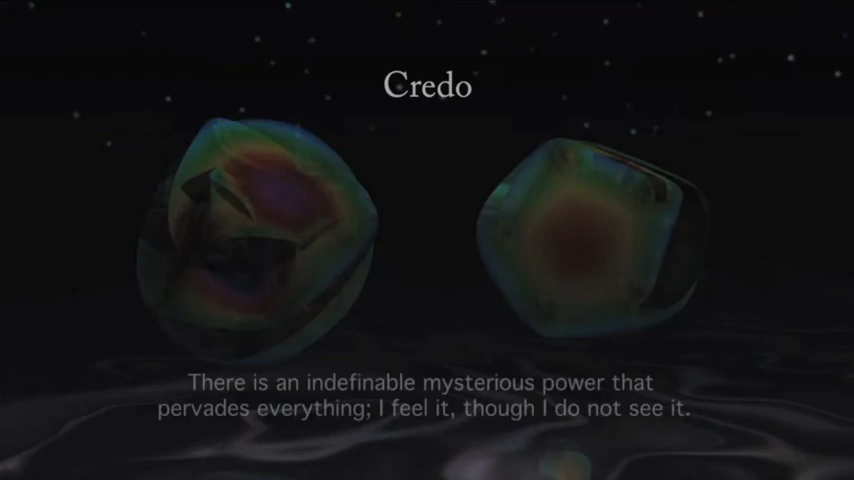 Credo
There is an indefinable mysterious power that
pervades everything; I feel it, though I do not see it.